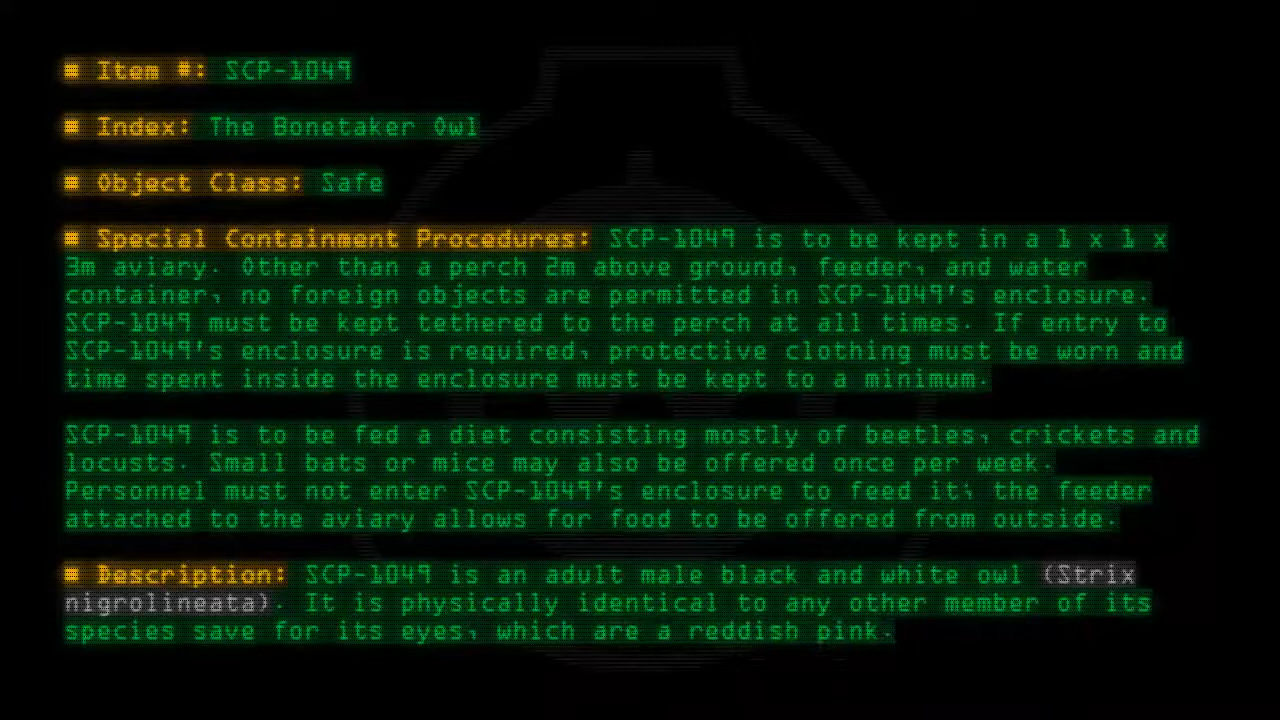 ■ Item #: SCP-1049
■ Index: The Bonetaker Owl
■ Object Class: Safe
■ Special Containment Procedures: SCP-1049 is to be kept in a 1 x 1 x
3m aviary. Other than a perch 2m above ground, feeder, and water
container, no foreign objects are permitted in SCP-1049's enclosure.
SCP-1049 must be kept tethered to the perch at all times. If entry to
SCP-1049's enclosure is required, protective clothing must be worn and
time spent inside the enclosure must be kept to a minimum.
SCP-1049 is to be fed a diet consisting mostly of beetles, crickets and
locusts. Small bats or mice may also be offered once per week.
Personnel must not enter SCP-1049's enclosure to feed it; the feeder
attached to the aviary allows for food to be offered from outside.
■ Description: SCP-1049 is an adult male black and white owl (Strix
nigrolineata). It is physically identical to any other member of its
species save for its eyes, which are a reddish pink.